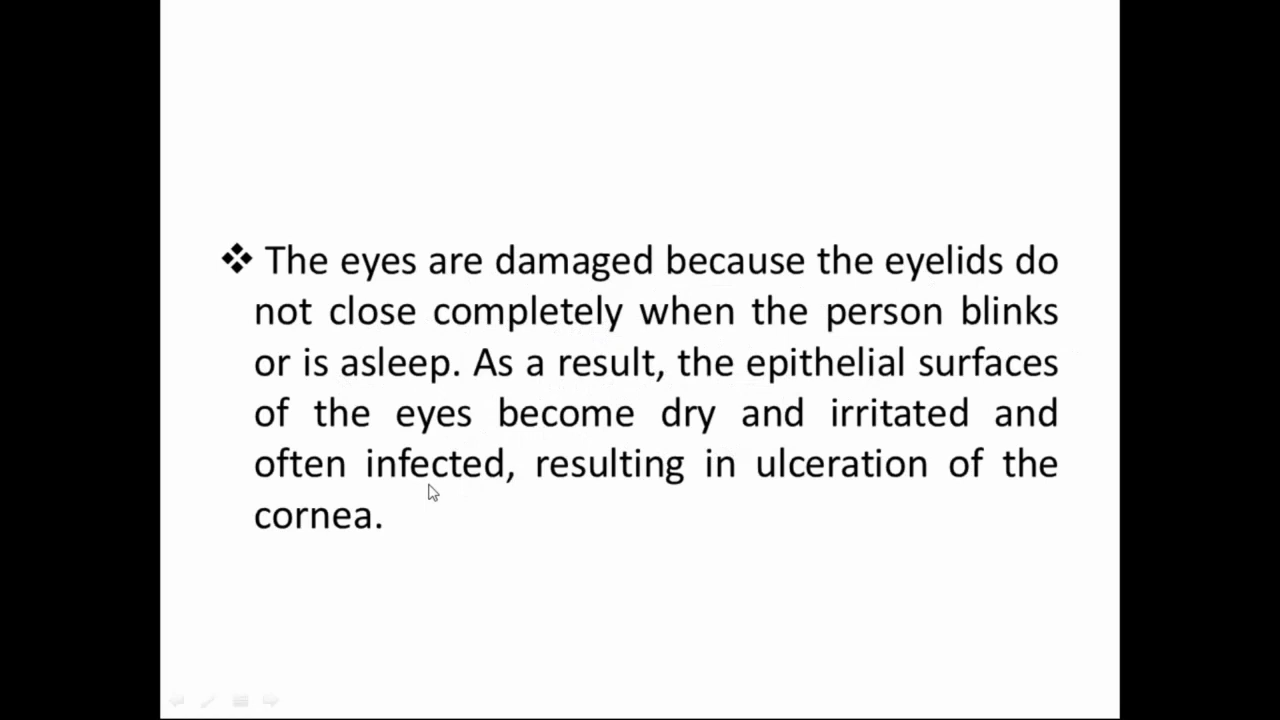 ❖ The eyes are damaged because the eyelids do
not close completely when the person blinks
or is asleep. As a result, the epithelial surfaces
of the eyes become dry and irritated and
often infected, resulting in ulceration of the
cornea.